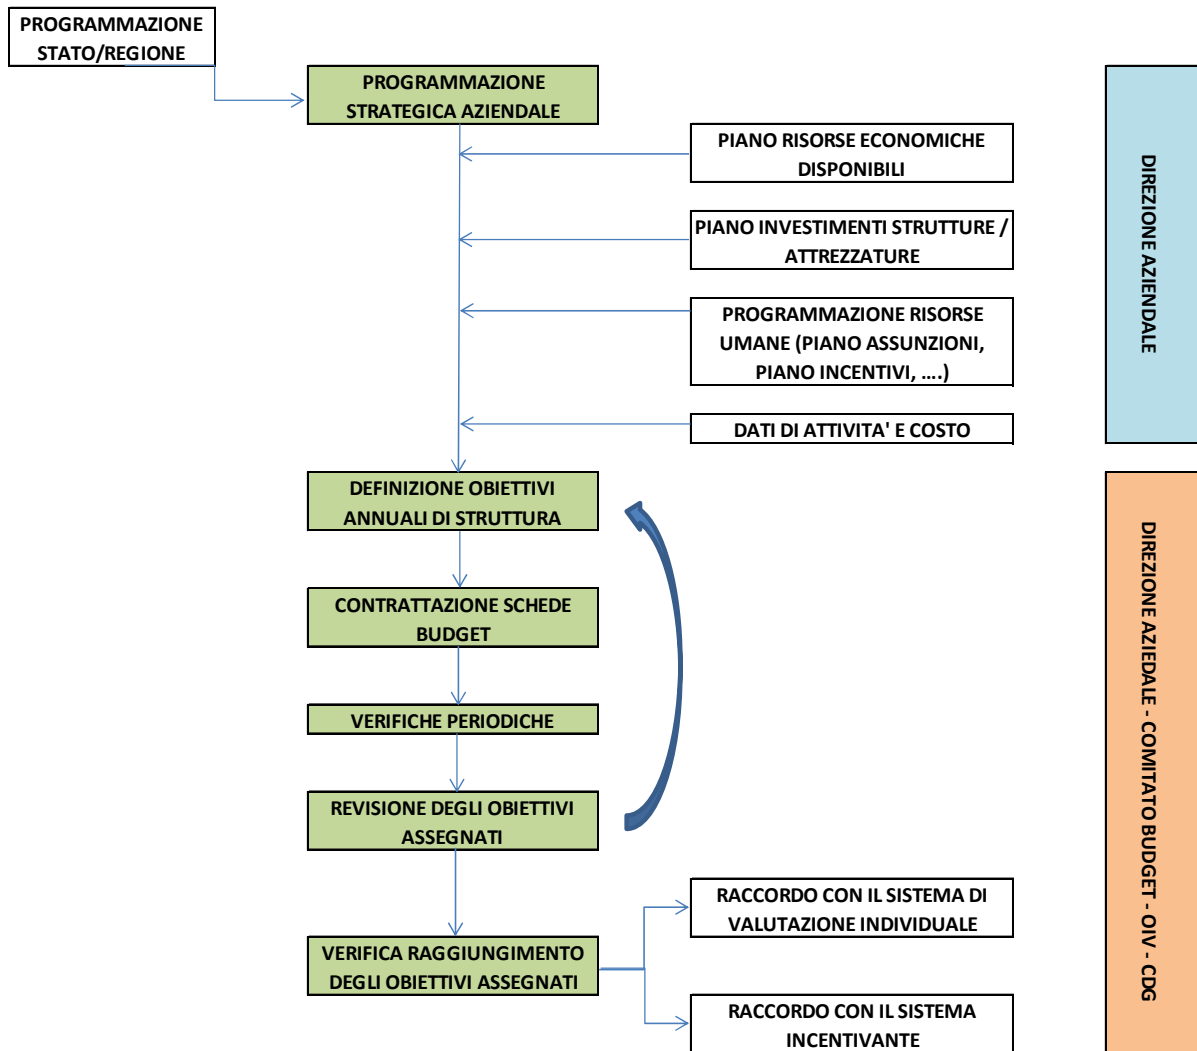 PROGRAMMAZIONE
STATO/REGIONE
PROGRAMMAZIONE
STRATEGICA AZIENDALE
PIANO RISORSE ECONOMICHE
DISPONIBILI
PIANO INVESTIMENTI STRUTTURE /
ATTREZZATURE
PROGRAMMAZIONE RISORSE
UMANE (PIANO ASSUNZIONI,
PIANO INCENTIVI, ....)
DATI DI ATTIVITA' E COSTO
DIREZIONE AZIENDALE
DEFINIZIONE OBIETTIVI
ANNUALI DI STRUTTURA
CONTRATTAZIONE SCHEDE
BUDGET
VERIFICHE PERIODICHE
REVISIONE DEGLI OBIETTIVI
ASSEGNATI
VERIFICA RAGGIUNGIMENTO
DEGLI OBIETTIVI ASSEGNATI
RACCORDO CON IL SISTEMA DI
VALUTAZIONE INDIVIDUALE
RACCORDO CON IL SISTEMA
INCENTIVANTE
DIREZIONE AZIEDALE - COMITATO BUDGET - OIV - CDG